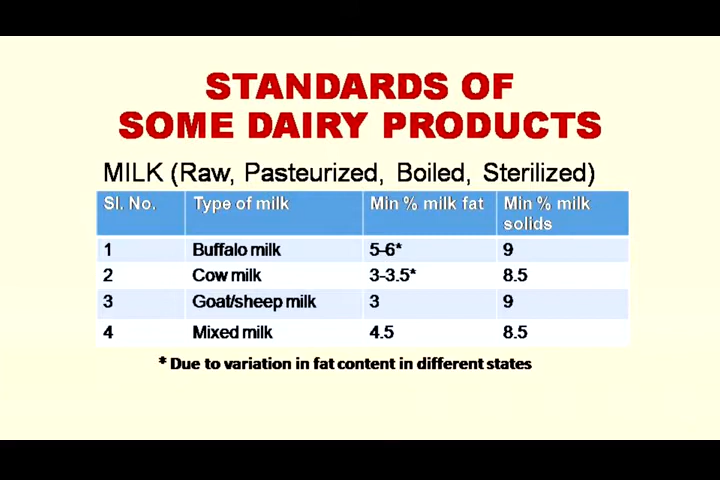 STANDARDS OF
SOME DAIRY PRODUCTS
MILK (Raw, Pasteurized, Boiled, Sterilized)
Sl. No. Type of milk Min % milk fat Min % milk solids
1 Buffalo milk 5-6* 9
2 Cow milk 3-3.5* 8.5
3 Goat/sheep milk 3 9
4 Mixed milk 4.5 8.5
* Due to variation in fat content in different states